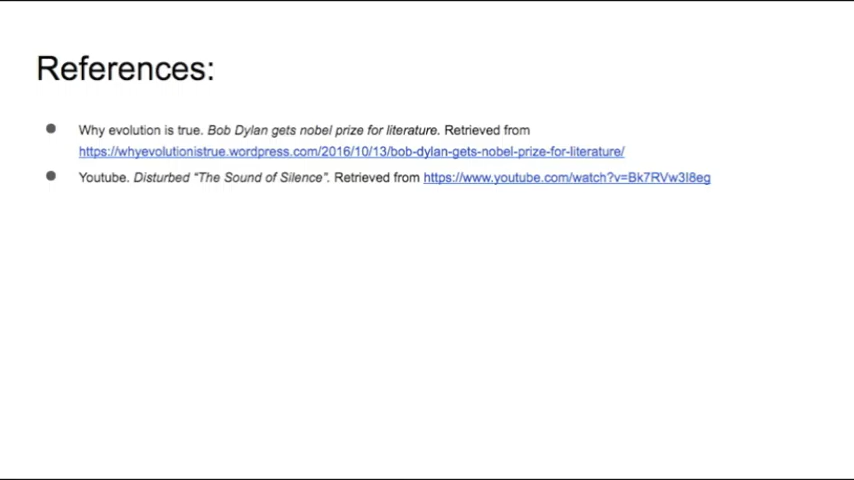 References:
Why evolution is true. Bob Dylan gets nobel prize for literature. Retrieved from
https://whyevolutionistrue.wordpress.com/2016/10/13/bob-dylan-gets-nobel-prize-for-literature/
Youtube. Disturbed “The Sound of Silence”. Retrieved from https://www.youtube.com/watch?v=Bk7RVw3I8eg